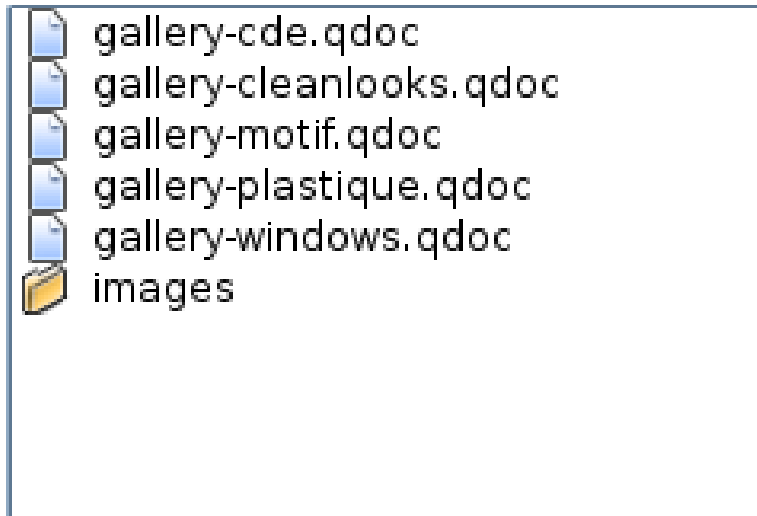 gallery-cde.qdoc
gallery-cleanlooks.qdoc
gallery-motif.qdoc
gallery-plastique.qdoc
gallery-windows.qdoc
images